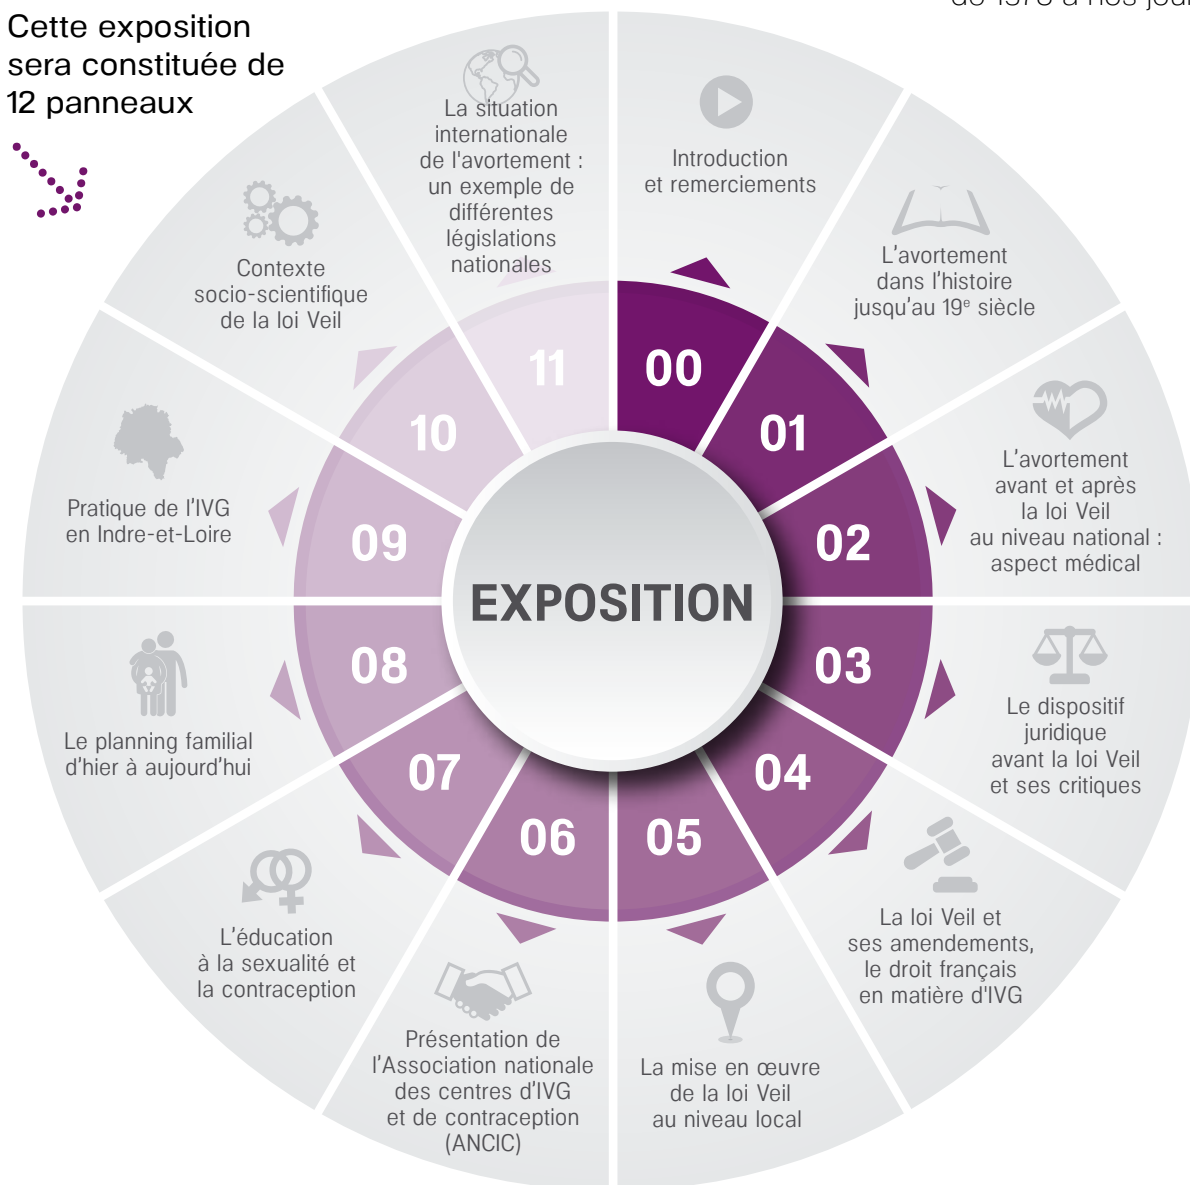 Cette exposition
sera constituée de
12 panneaux
à nos jour
00
Introduction
et remerciements
01
L'avortement
dans l'histoire
jusqu'au 19e siècle
02
L'avortement
avant et après
la loi Veil
au niveau national :
aspect médical
03
Le dispositif
juridique
avant la loi Veil
et ses critiques
04
La loi Veil et
ses amendements,
le droit français
en matière d'IVG
05
La mise en œuvre
de la loi Veil
au niveau local
06
Présentation de
l'Association nationale
des centres d'IVG
et de contraception
(ANCIC)
07
L'éducation
à la sexualité et
la contraception
08
Le planning familial
d'hier à aujourd'hui
09
Pratique de l'IVG
en Indre-et-Loire
10
Contexte
socio-scientifique
de la loi Veil
11
La situation
internationale
de l'avortement :
un exemple de
différentes
législations
nationales
EXPOSITION